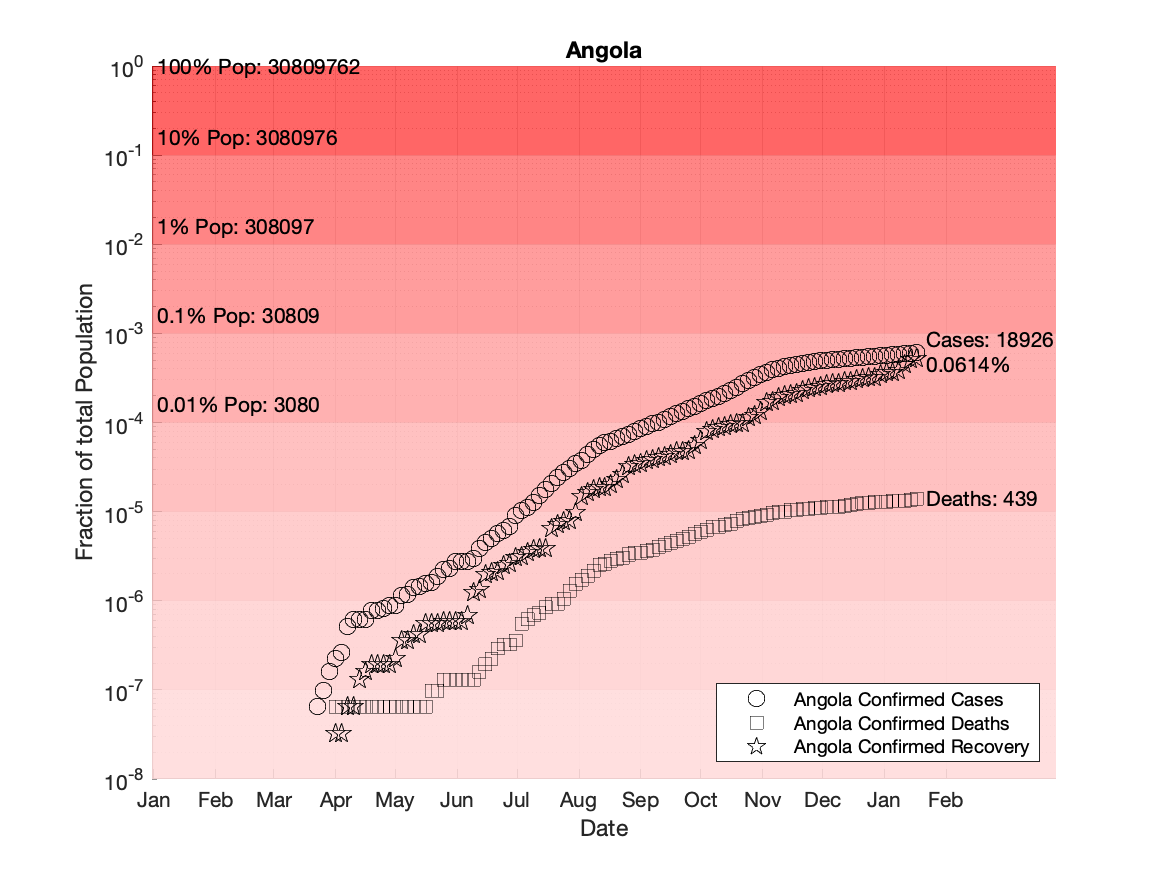 Angola
10^0
100% Pop: 30809762
10% Pop: 3080976
10^-1
1% Pop: 308097
10^-2
0.1% Pop: 30809
10^-3
Cases: 18926
0.0614%
0.01% Pop: 3080
10^-4
Deaths: 439
10^-5
10^-6
10^-7
10^-8
Fraction of total Population
Angola Confirmed Cases
Angola Confirmed Deaths
Angola Confirmed Recovery
Jan Feb Mar Apr May Jun Jul Aug Sep Oct Nov Dec Jan Feb
Date